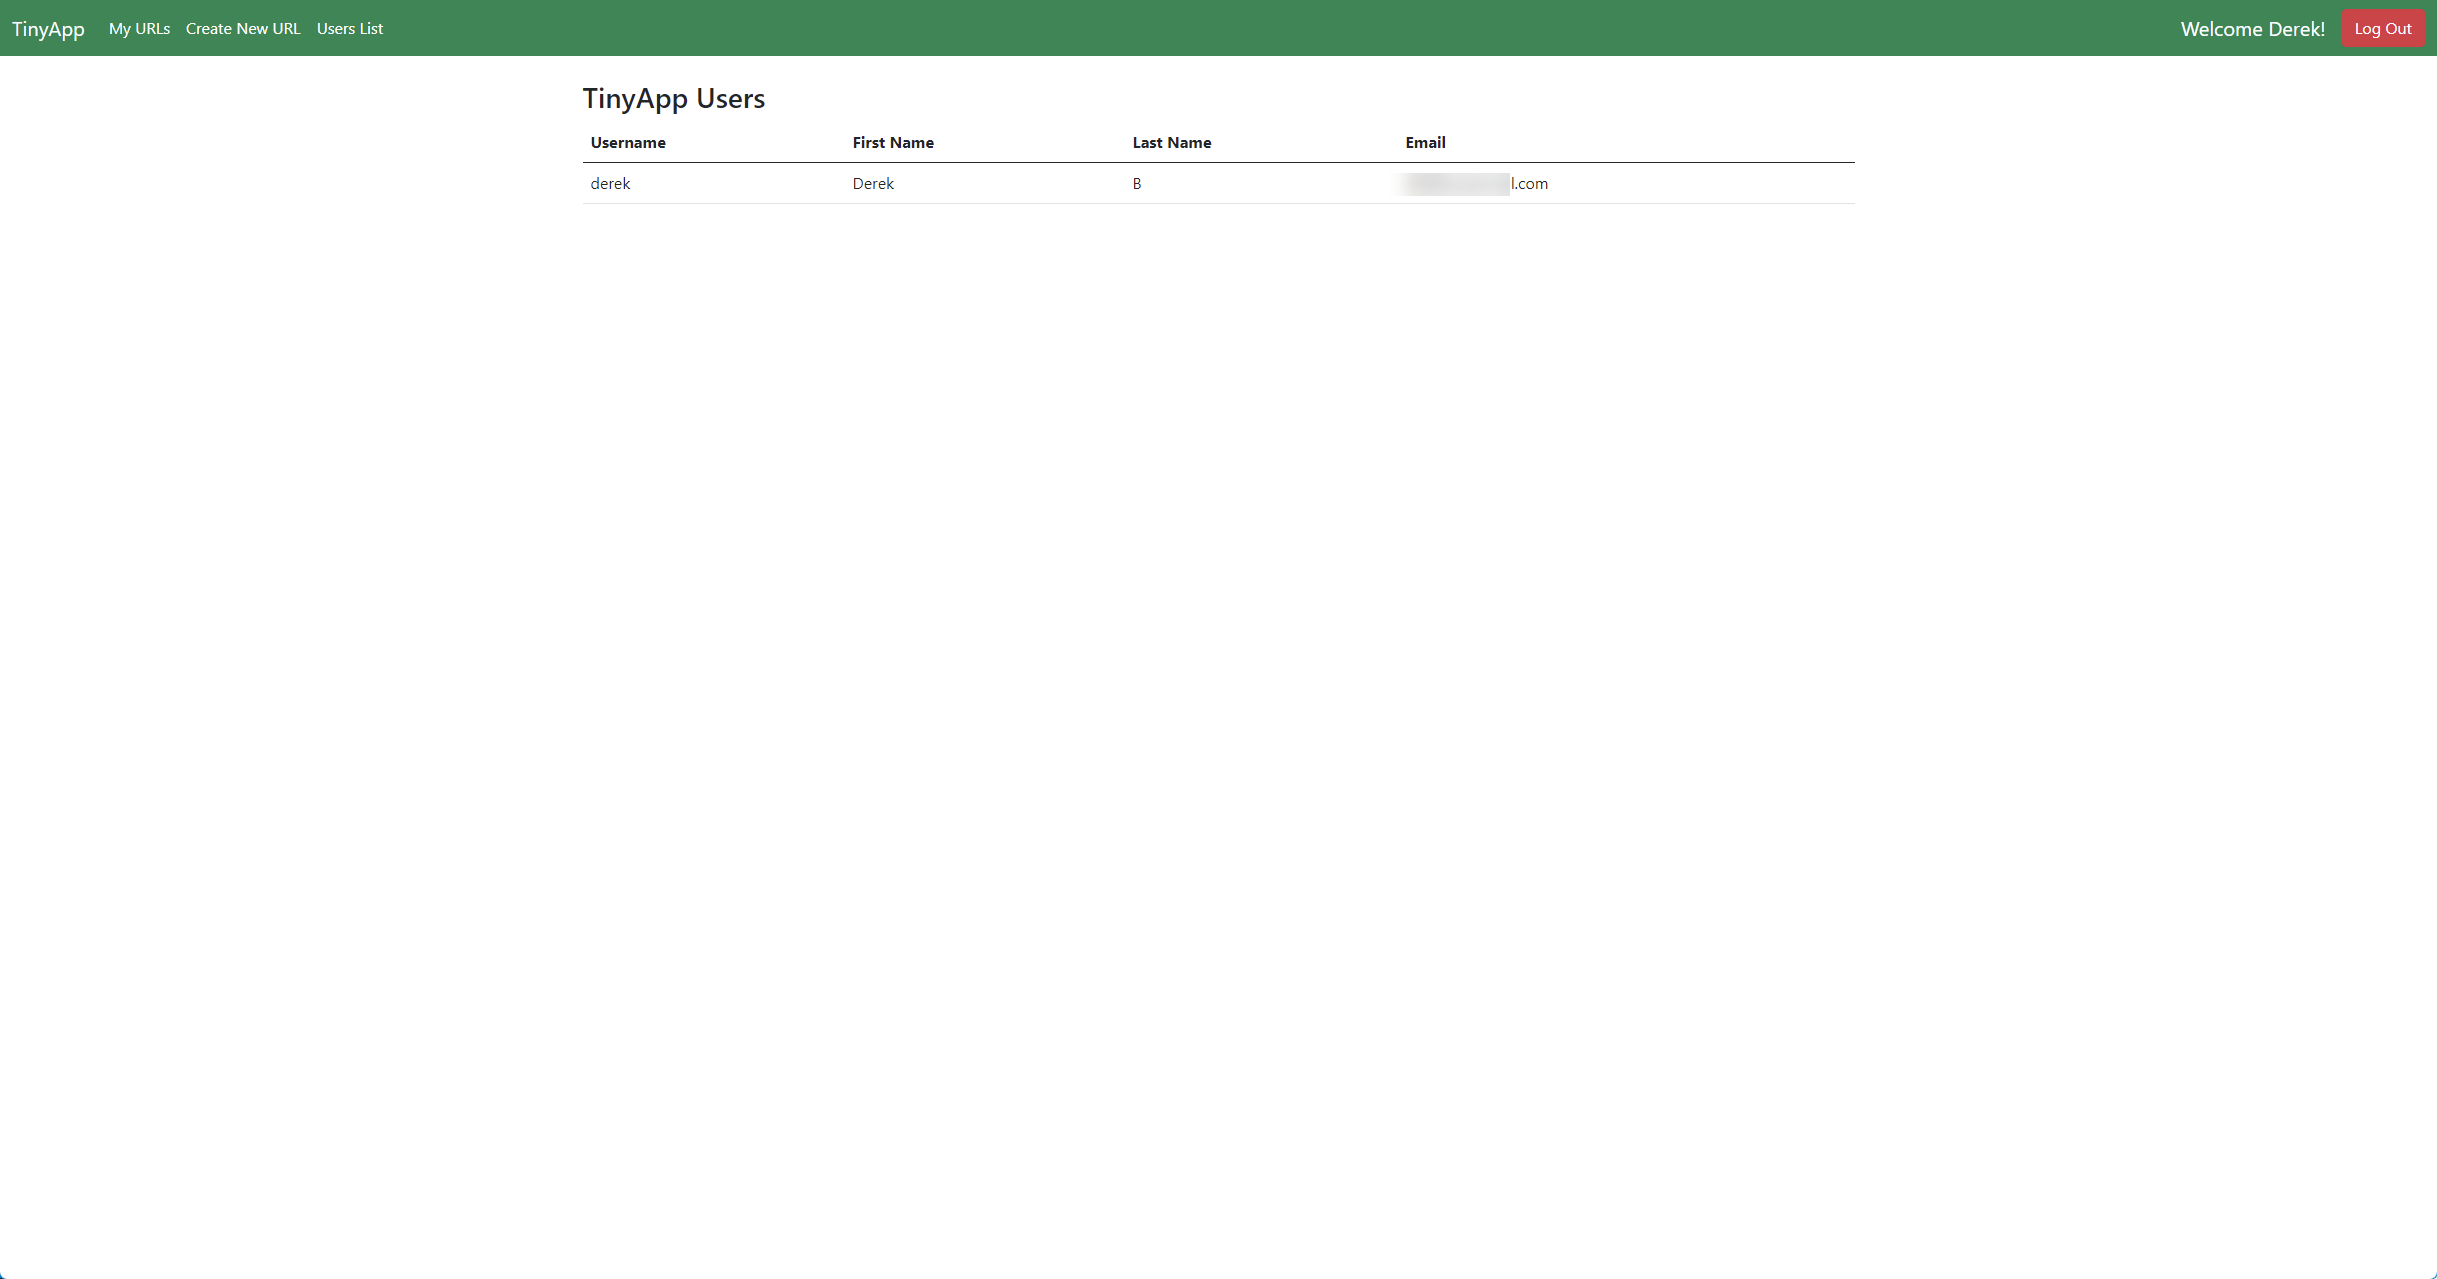 TinyApp My URLs Create New URL Users List Welcome Derek! Log Out
TinyApp Users
Username First Name Last Name Email
derek Derek B l.com